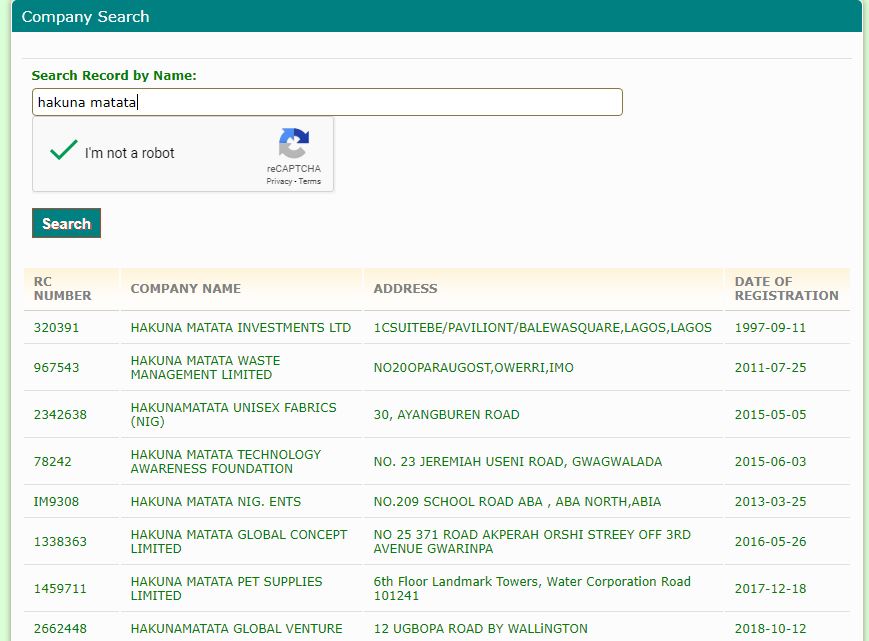 Company Search
Search Record by Name:
hakuna matata
I'm not a robot
reCAPTCHA
Privacy - Terms
Search
RC NUMBER COMPANY NAME ADDRESS DATE OF REGISTRATION
320391 HAKUNA MATATA INVESTMENTS LTD 1CSUITEBE/PAVILIONT/BALEWASQUARE,LAGOS,LAGOS 1997-09-11
967543 HAKUNA MATATA WASTE MANAGEMENT LIMITED NO20OPARAUGOST,OWERRI,IMO 2011-07-25
2342638 HAKUNAMATATA UNISEX FABRICS (NIG) 30, AYANGBUREN ROAD 2015-05-05
78242 HAKUNA MATATA TECHNOLOGY AWARENESS FOUNDATION NO. 23 JEREMIAH USENI ROAD, GWAGWALADA 2015-06-03
IM9308 HAKUNA MATATA NIG. ENTS NO.209 SCHOOL ROAD ABA , ABA NORTH,ABIA 2013-03-25
1338363 HAKUNA MATATA GLOBAL CONCEPT LIMITED NO 25 371 ROAD AKPERAH ORSHI STREEY OFF 3RD AVENUE GWARINPA 2016-05-26
1459711 HAKUNA MATATA PET SUPPLIES LIMITED 6th Floor Landmark Towers, Water Corporation Road 101241 2017-12-18
2662448 HAKUNAMATATA GLOBAL VENTURE 12 UGBOPA ROAD BY WALLiNGTON 2018-10-12